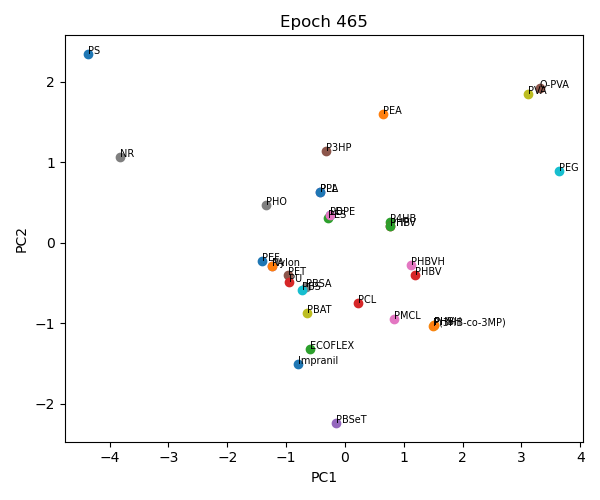 Epoch 465
PS
O-PVA
PVA
PEA
P3HP
NR
PEG
PLA
PHO
PES
P4HB
PHBV
PEF
Nylon
PHBVH
PET
PHBV
PU
PBSA
PBS
PCL
PBAT
PMCL
ECOFLEX
Impranil
PBSeT
PC2
2
1
0
−1
−2
−4
−3
−2
−1
0
1
2
3
4
PC1